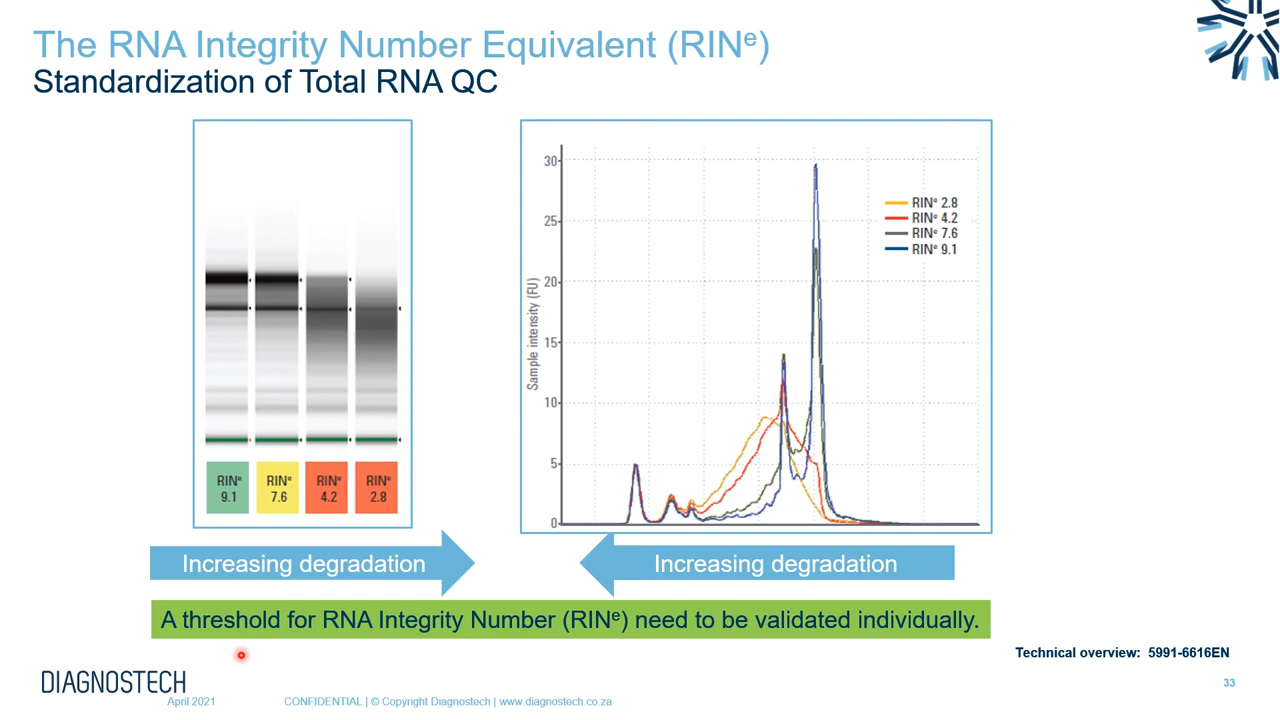 The RNA Integrity Number Equivalent (RINᵉ)
Standardization of Total RNA QC
RINᵉ
9.1
RINᵉ
7.6
RINᵉ
4.2
RINᵉ
2.8
Sample intensity (FU)
30
25
20
15
10
5
0
RINᵉ 2.8
RINᵉ 4.2
RINᵉ 7.6
RINᵉ 9.1
Increasing degradation
Increasing degradation
A threshold for RNA Integrity Number (RINᵉ) need to be validated individually.
Technical overview: 5991-6616EN
DIAGNOSTECH
33
April 2021
CONFIDENTIAL | © Copyright Diagnostech | www.diagnostech.co.za